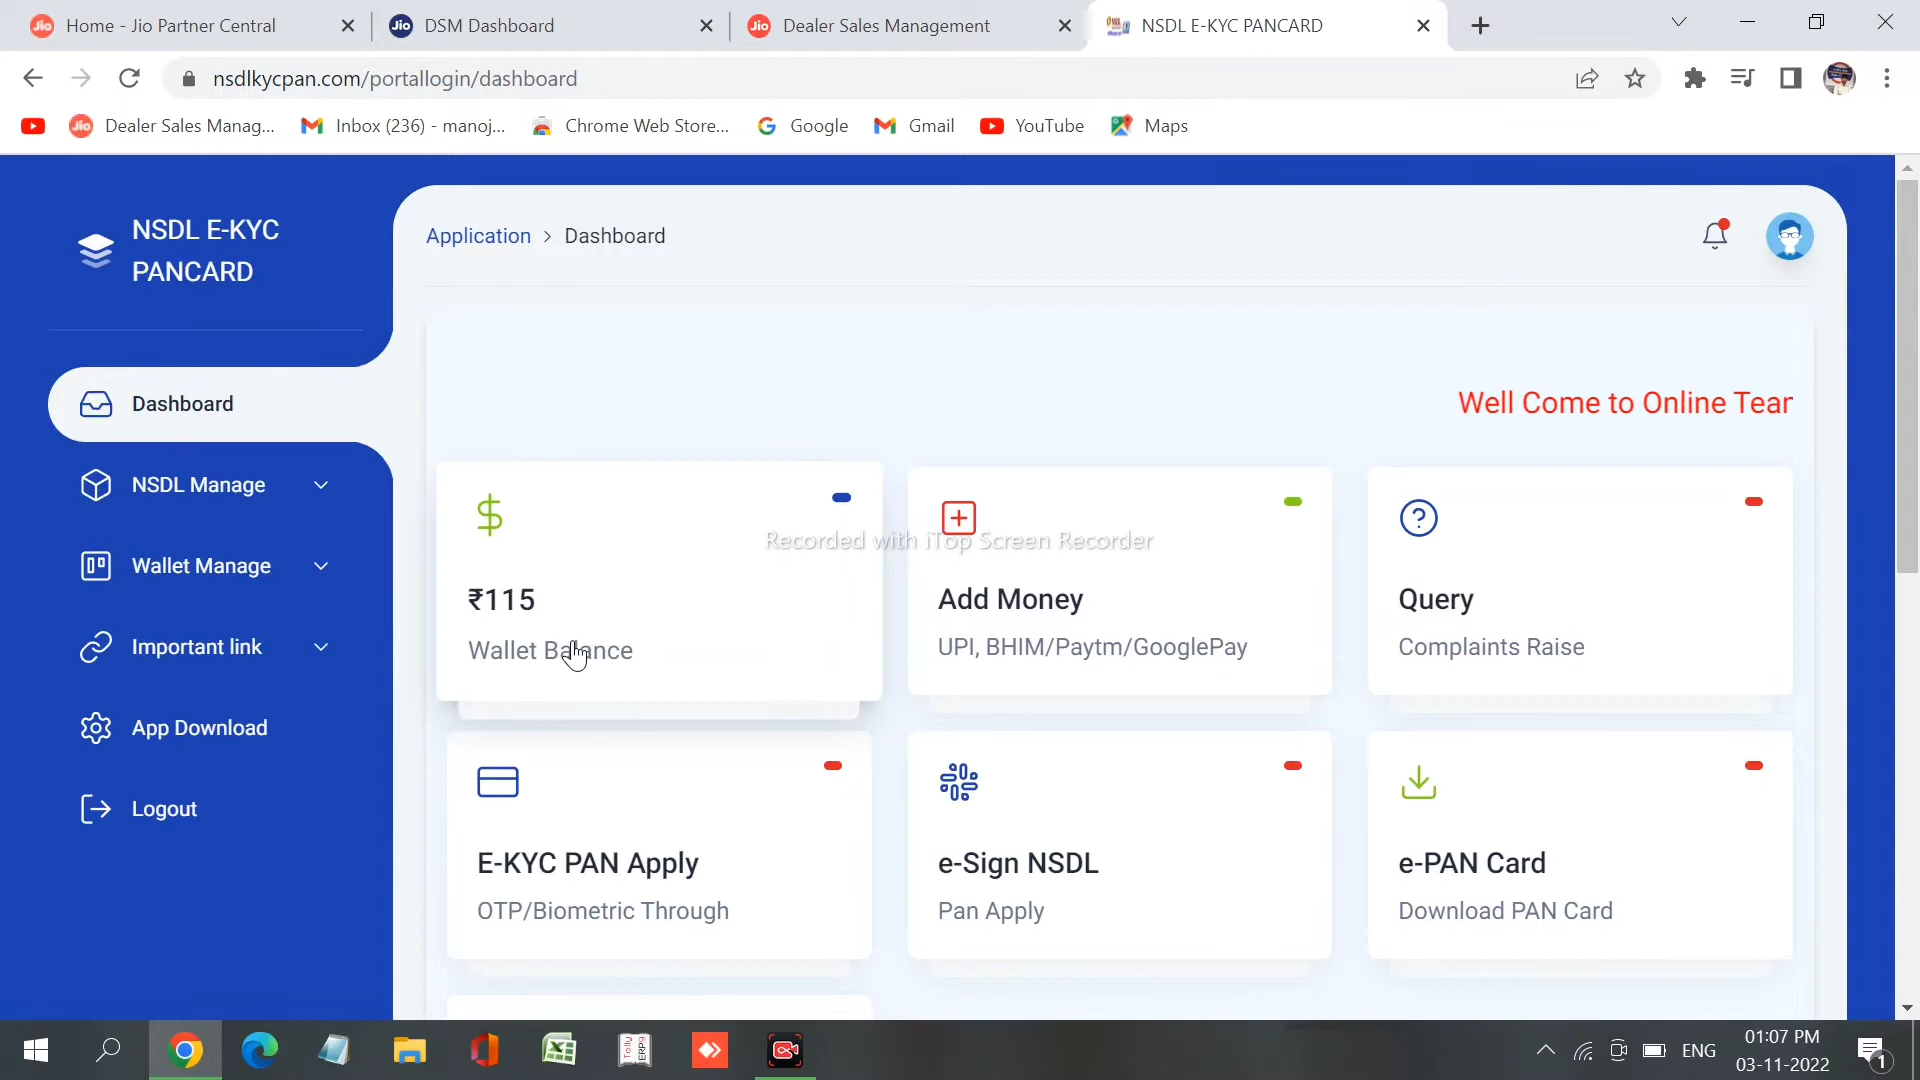 Home - Jio Partner Central
DSM Dashboard
Dealer Sales Management
NSDL E-KYC PANCARD
nsdlkycpan.com/portallogin/dashboard
Dealer Sales Manag...
Inbox (236) - manoj...
Chrome Web Store...
Google
Gmail
YouTube
Maps
NSDL E-KYC
PANCARD
Application > Dashboard
Well Come to Online Tear
Dashboard
NSDL Manage
Wallet Manage
Important link
App Download
Logout
₹115
Wallet Balance
Add Money
UPI, BHIM/Paytm/GooglePay
Query
Complaints Raise
Recorded with iTop Screen Recorder
E-KYC PAN Apply
OTP/Biometric Through
e-Sign NSDL
Pan Apply
e-PAN Card
Download PAN Card
ENG
01:07 PM
03-11-2022
1